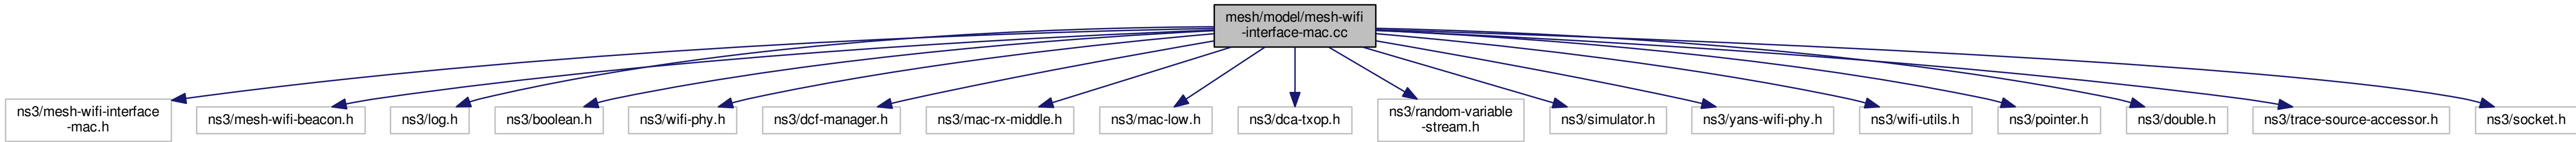 mesh/model/mesh-wifi
-interface-mac.cc
ns3/mesh-wifi-interface
-mac.h
ns3/mesh-wifi-beacon.h
ns3/log.h
ns3/boolean.h
ns3/wifi-phy.h
ns3/dcf-manager.h
ns3/mac-rx-middle.h
ns3/mac-low.h
ns3/dca-txop.h
ns3/random-variable
-stream.h
ns3/simulator.h
ns3/yans-wifi-phy.h
ns3/wifi-utils.h
ns3/pointer.h
ns3/double.h
ns3/trace-source-accessor.h
ns3/socket.h